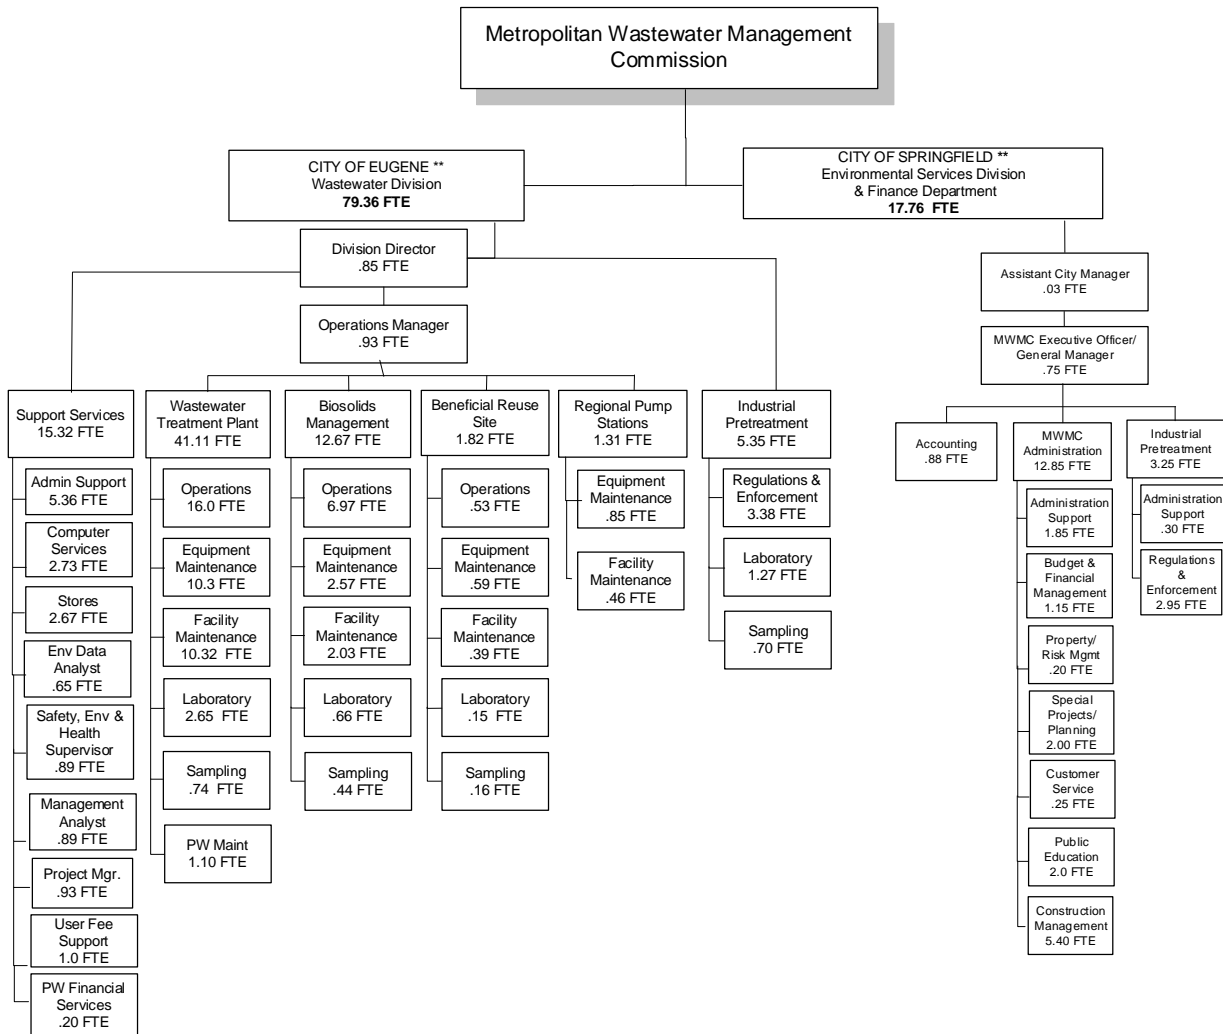 Metropolitan Wastewater Management
Commission
CITY OF EUGENE **
Wastewater Division
79.36 FTE
CITY OF SPRINGFIELD **
Environmental Services Division
& Finance Department
17.76 FTE
Division Director
.85 FTE
Operations Manager
.93 FTE
Assistant City Manager
.03 FTE
MWMC Executive Officer/
General Manager
.75 FTE
Support Services
15.32 FTE
Admin Support
5.36 FTE
Computer
Services
2.73 FTE
Stores
2.67 FTE
Env Data
Analyst
.65 FTE
Safety, Env &
Health
Supervisor
.89 FTE
Management
Analyst
.89 FTE
Project Mgr.
.93 FTE
User Fee
Support
1.0 FTE
PW Financial
Services
.20 FTE
Wastewater
Treatment Plant
41.11 FTE
Operations
16.0 FTE
Equipment
Maintenance
10.3 FTE
Facility
Maintenance
10.32 FTE
Laboratory
2.65 FTE
Sampling
.74 FTE
PW Maint
1.10 FTE
Biosolids
Management
12.67 FTE
Operations
6.97 FTE
Equipment
Maintenance
2.57 FTE
Facility
Maintenance
2.03 FTE
Laboratory
.66 FTE
Sampling
.44 FTE
Beneficial Reuse
Site
1.82 FTE
Operations
.53 FTE
Equipment
Maintenance
.59 FTE
Facility
Maintenance
.39 FTE
Laboratory
.15 FTE
Sampling
.16 FTE
Regional Pump
Stations
1.31 FTE
Equipment
Maintenance
.85 FTE
Facility
Maintenance
.46 FTE
Industrial
Pretreatment
5.35 FTE
Regulations &
Enforcement
3.38 FTE
Laboratory
1.27 FTE
Sampling
.70 FTE
Accounting
.88 FTE
MWMC
Administration
12.85 FTE
Administration
Support
1.85 FTE
Budget &
Financial
Management
1.15 FTE
Property/
Risk Mgmt
.20 FTE
Special
Projects/
Planning
2.00 FTE
Customer
Service
.25 FTE
Public
Education
2.0 FTE
Construction
Management
5.40 FTE
Industrial
Pretreatment
3.25 FTE
Administration
Support
.30 FTE
Regulations
&
Enforcement
2.95 FTE